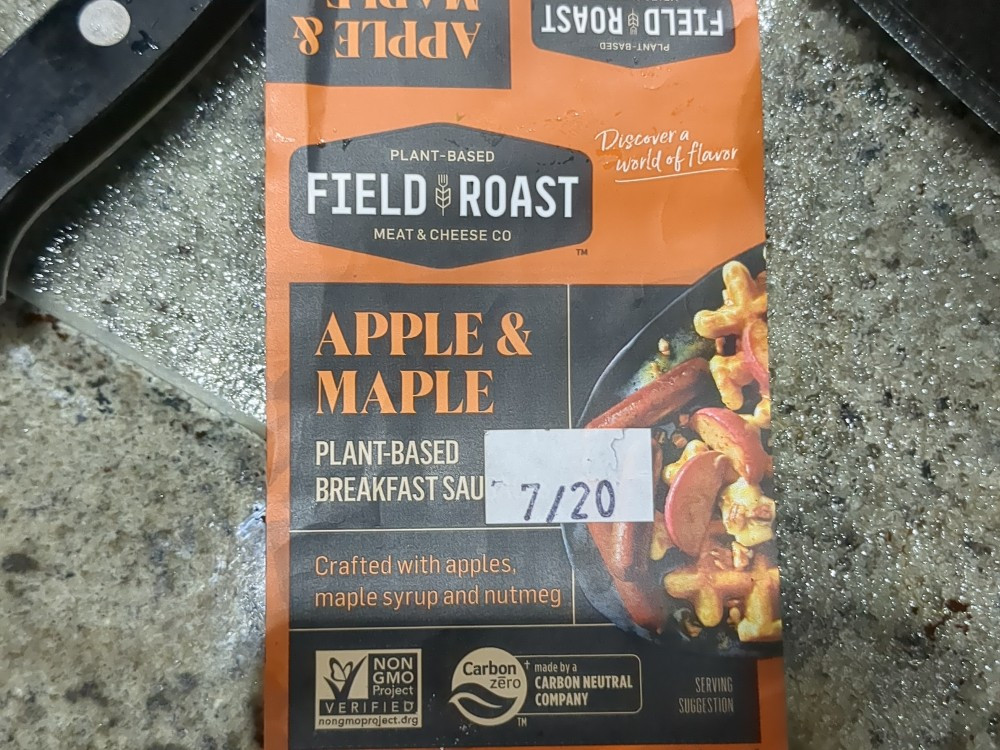 APPLE &
MAPLE
PLANT-BASED
FIELD ROAST
Discover a
world of flavor
PLANT-BASED
FIELD ROAST
MEAT & CHEESE CO
TM
APPLE &
MAPLE
PLANT-BASED
BREAKFAST SAU
7/20
Crafted with apples,
maple syrup and nutmeg
NON
GMO
Project
VERIFIED
nongmoproject.org
Carbon
zero
TM
† made by a
CARBON NEUTRAL
COMPANY
SERVING
SUGGESTION